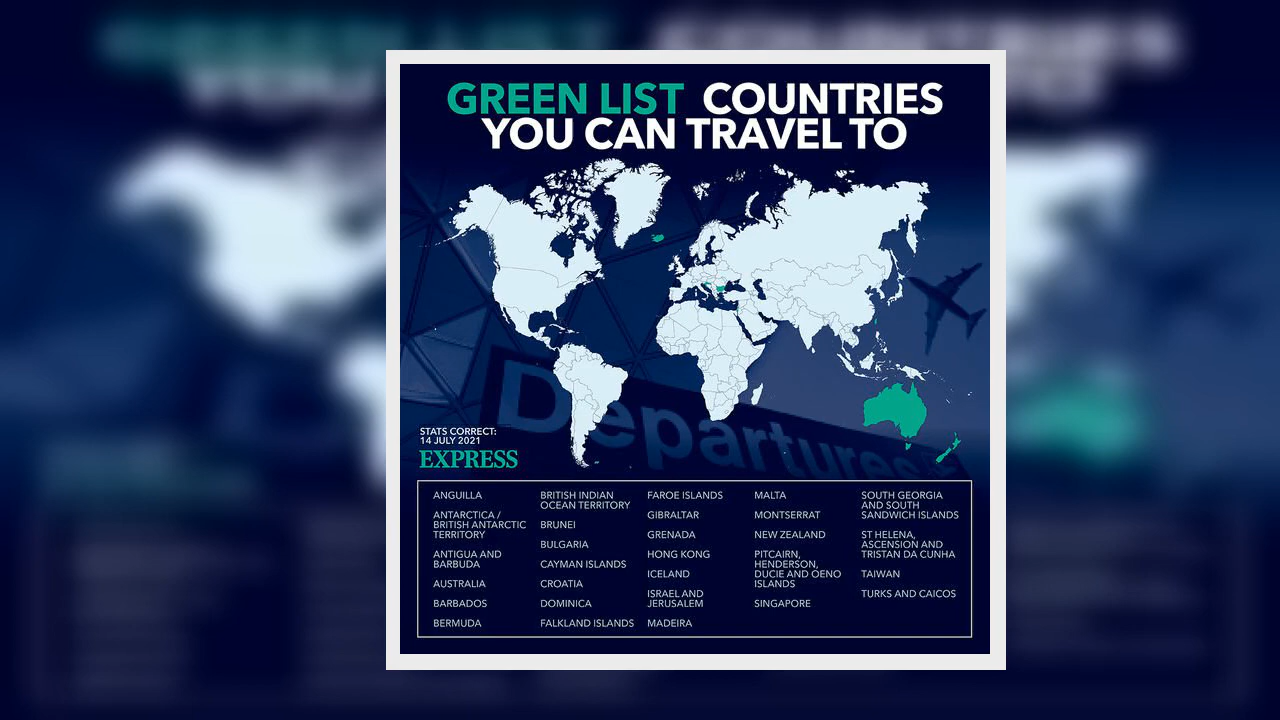 GREEN LIST COUNTRIES
YOU CAN TRAVEL TO
Departures
STATS CORRECT:
14 JULY 2021
EXPRESS
ANGUILLA
ANTARCTICA /
BRITISH ANTARCTIC
TERRITORY
ANTIGUA AND
BARBUDA
AUSTRALIA
BARBADOS
BERMUDA
BRITISH INDIAN
OCEAN TERRITORY
BRUNEI
BULGARIA
CAYMAN ISLANDS
CROATIA
DOMINICA
FALKLAND ISLANDS
FAROE ISLANDS
GIBRALTAR
GRENADA
HONG KONG
ICELAND
ISRAEL AND
JERUSALEM
MADEIRA
MALTA
MONTSERRAT
NEW ZEALAND
PITCAIRN,
HENDERSON,
DUCIE AND OENO
ISLANDS
SINGAPORE
SOUTH GEORGIA
AND SOUTH
SANDWICH ISLANDS
ST HELENA,
ASCENSION AND
TRISTAN DA CUNHA
TAIWAN
TURKS AND CAICOS